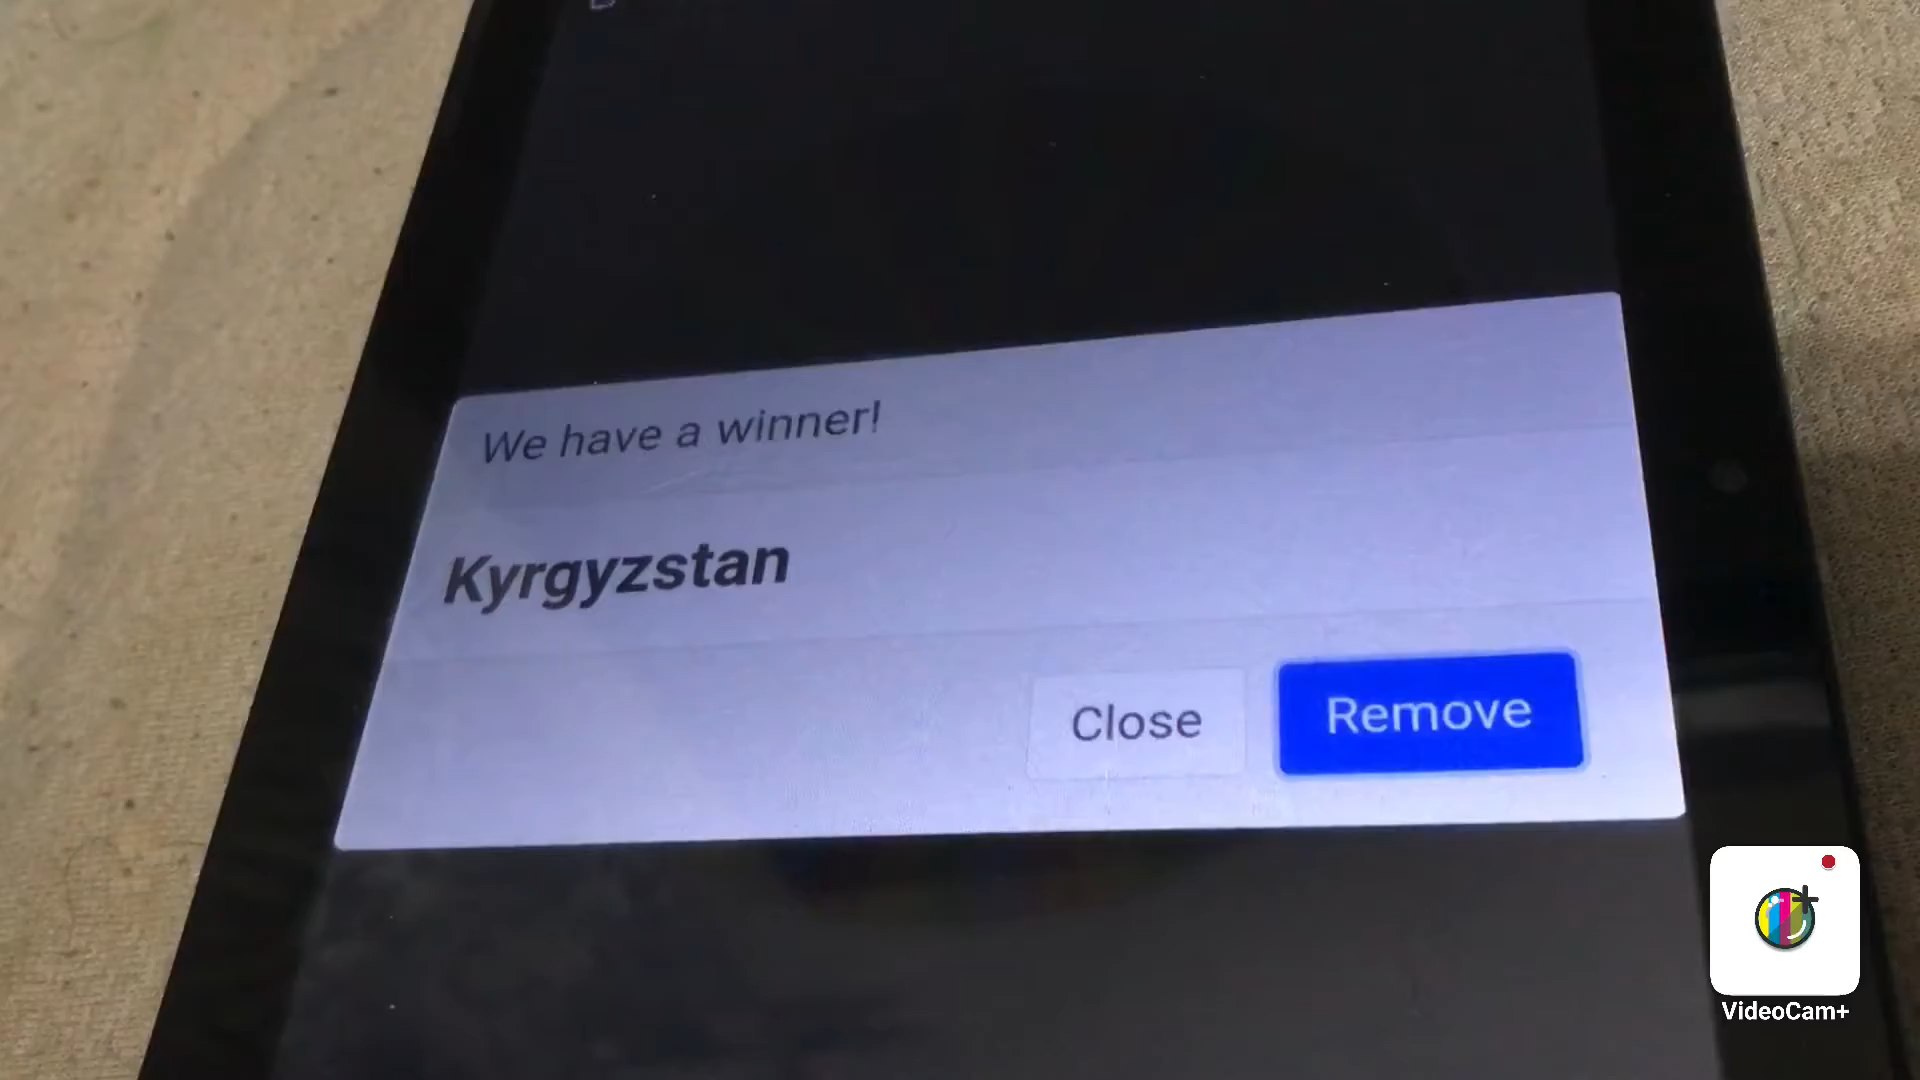 We have a winner!
Kyrgyzstan
Close
Remove
VideoCam+